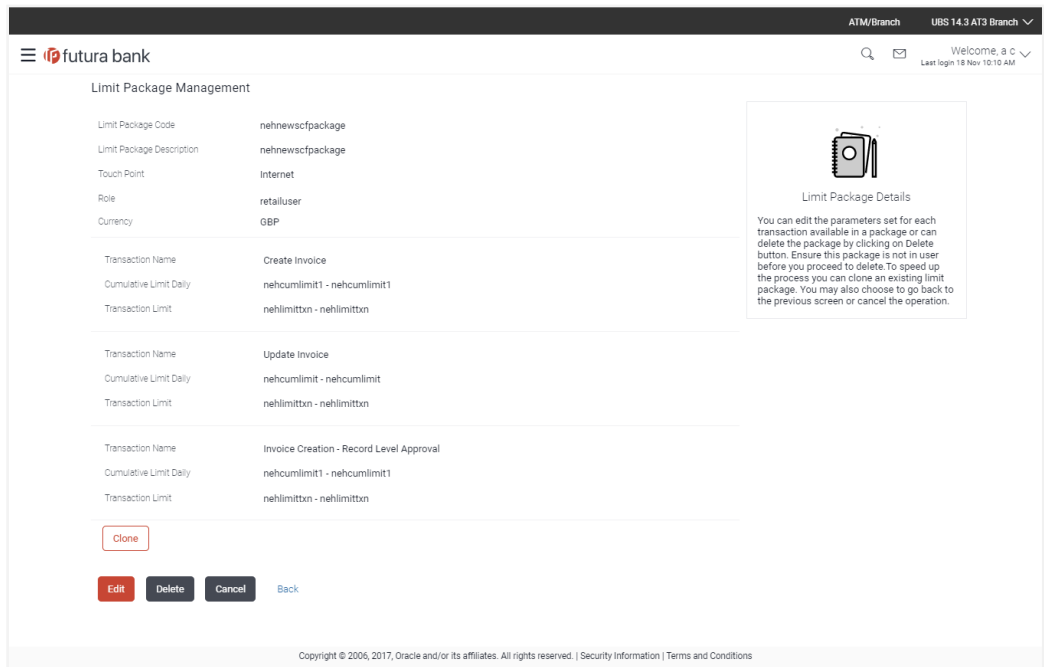 ATM/Branch UBS 14.3 AT3 Branch
futura bank
Welcome, a c
Last login 18 Nov 10:10 AM
Limit Package Management
Limit Package Code nehnewscfpackage
Limit Package Description nehnewscfpackage
Touch Point Internet
Role retailuser
Currency GBP
Transaction Name Create Invoice
Cumulative Limit Daily nehcumlimit1 - nehcumlimit1
Transaction Limit nehlimittxn - nehlimittxn
Transaction Name Update Invoice
Cumulative Limit Daily nehcumlimit - nehcumlimit
Transaction Limit nehlimittxn - nehlimittxn
Transaction Name Invoice Creation - Record Level Approval
Cumulative Limit Daily nehcumlimit1 - nehcumlimit1
Transaction Limit nehlimittxn - nehlimittxn
Clone
Edit Delete Cancel Back
Limit Package Details
You can edit the parameters set for each
transaction available in a package or can
delete the package by clicking on Delete
button. Ensure this package is not in user
before you proceed to delete.To speed up
the process you can clone an existing limit
package. You may also choose to go back to
the previous screen or cancel the operation.
Copyright © 2006, 2017, Oracle and/or its affiliates. All rights reserved. | Security Information | Terms and Conditions